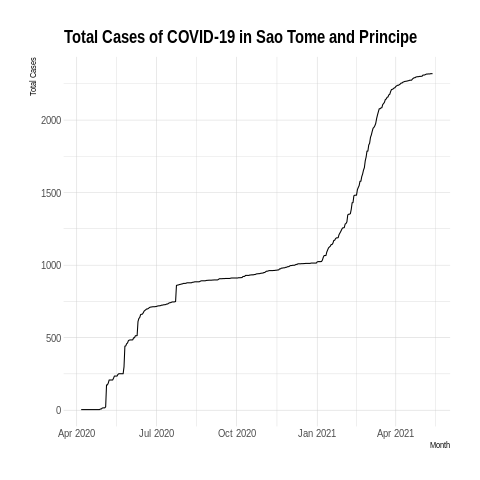 Total Cases of COVID-19 in Sao Tome and Principe
Total Cases
2000
1500
1000
500
0
Apr 2020 Jul 2020 Oct 2020 Jan 2021 Apr 2021
Month